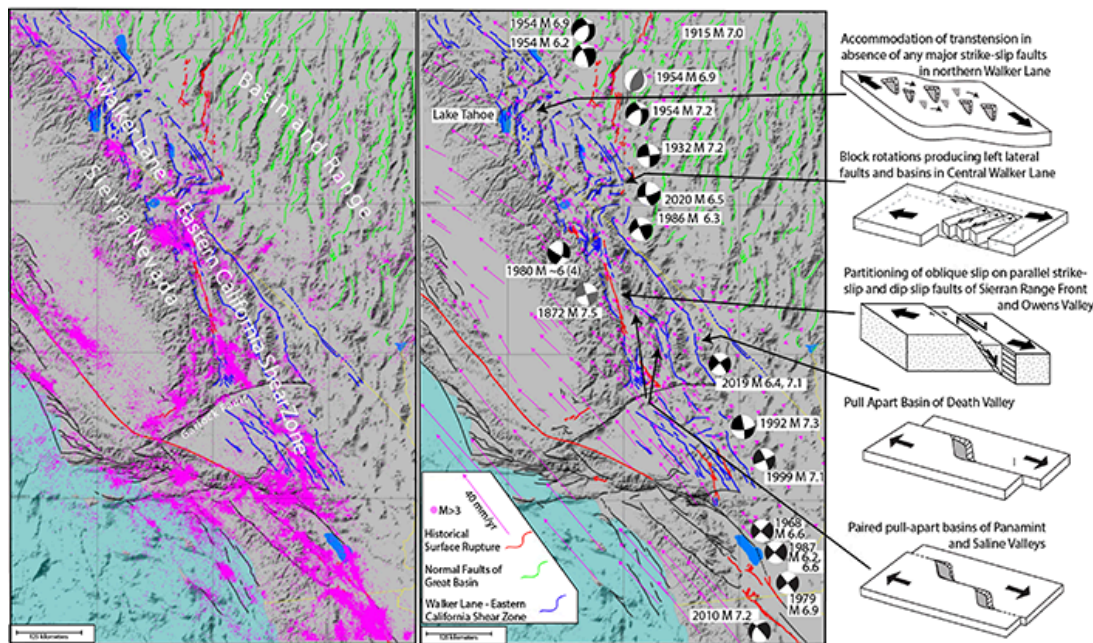 Walker Lane
Basin and Range
Sierra Nevada
Eastern California Shear Zone
Garlock Fault
M>3
125 kilometers
1954 M 6.9
1954 M 6.2
1915 M 7.0
1954 M 6.9
Lake Tahoe
1954 M 7.2
1932 M 7.2
2020 M 6.5
1986 M 6.3
1980 M ~6 (4)
1872 M 7.5
2019 M 6.4, 7.1
1992 M 7.3
1999 M 7.1
1968
M 6.6
1987
M 6.2,
6.6
1979
M 6.9
2010 M 7.2
40 mm/yr
Historical
Surface Rupture
Normal Faults of
Great Basin
Walker Lane - Eastern
California Shear Zone
125 kilometers
Accommodation of transtension in
absence of any major strike-slip faults
in northern Walker Lane
Block rotations producing left lateral
faults and basins in Central Walker Lane
Partitioning of oblique slip on parallel strike-
slip and dip slip faults of Sierran Range Front
and Owens Valley
Pull Apart Basin of Death Valley
Paired pull-apart basins of Panamint
and Saline Valleys